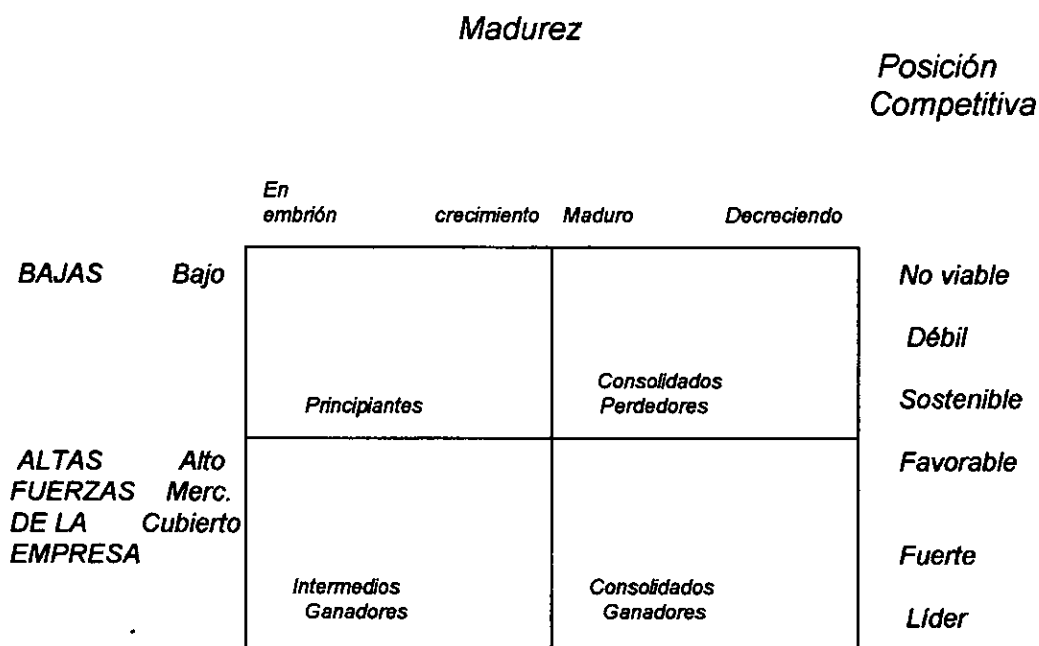 Madurez
Posición
Competitiva
En
embrión crecimiento Maduro Decreciendo
BAJAS Bajo
No viable
Débil
Principiantes
Consolidados
Perdedores
Sostenible
ALTAS Alto
FUERZAS Merc.
DE LA Cubierto
EMPRESA
Favorable
Intermedios
Ganadores
Consolidados
Ganadores
Fuerte
Líder